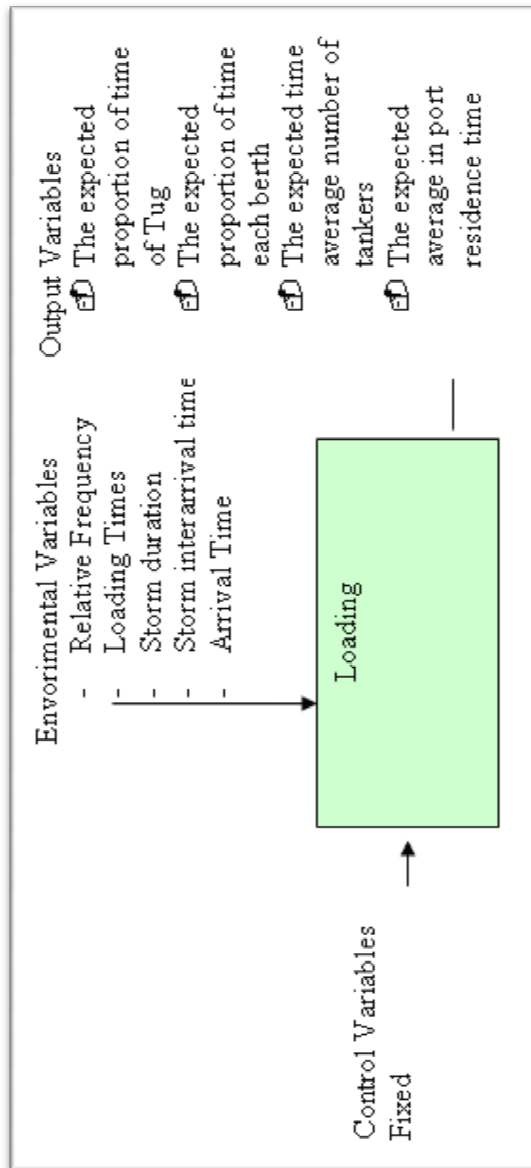 Envorimental Variables
- Relative Frequency
- Loading Times
- Storm duration
- Storm interarrival time
- Arrival Time
Output Variables
The expected
proportion of time
of Tug
The expected
proportion of time
each berth
The expected time
average number of
tankers
The expected
average in port
residence time
Control Variables
Fixed
Loading